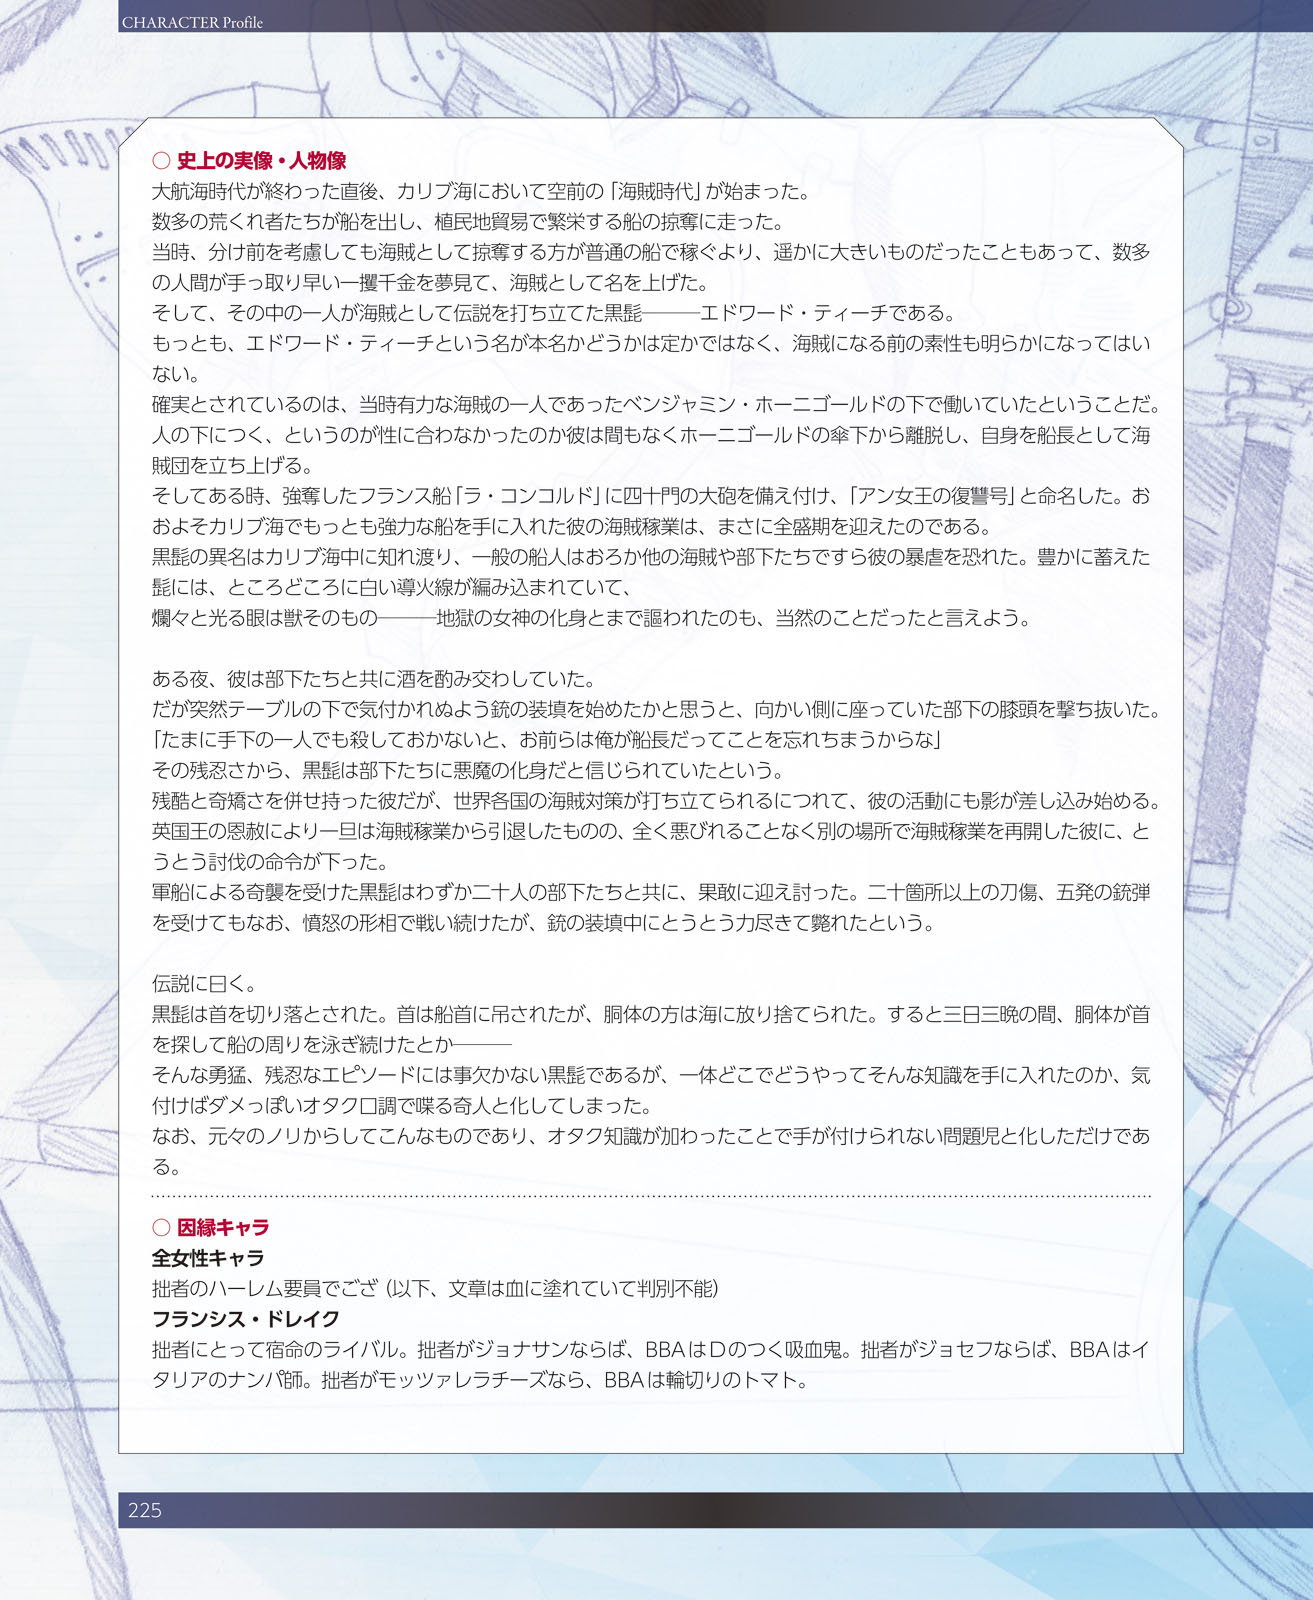 CHARACTER Profile
○ 史上の実像・人物像
大航海時代が終わった直後、カリブ海において空前の「海賊時代」が始まった。
数多の荒くれ者たちが船を出し、植民地貿易で繁栄する船の掠奪に走った。
当時、分け前を考慮しても海賊として掠奪する方が普通の船で稼ぐより、遥かに大きいものだったこともあって、数多
の人間が手っ取り早い一攫千金を夢見て、海賊として名を上げた。
そして、その中の一人が海賊として伝説を打ち立てた黒髭―――エドワード・ティーチである。
もっとも、エドワード・ティーチという名が本名かどうかは定かではなく、海賊になる前の素性も明らかになってはい
ない。
確実とされているのは、当時有力な海賊の一人であったベンジャミン・ホーニゴールドの下で働いていたということだ。
人の下につく、というのが性に合わなかったのか彼は間もなくホーニゴールドの傘下から離脱し、自身を船長として海
賊団を立ち上げる。
そしてある時、強奪したフランス船「ラ・コンコルド」に四十門の大砲を備え付け、「アン女王の復讐号」と命名した。お
およそカリブ海でもっとも強力な船を手に入れた彼の海賊稼業は、まさに全盛期を迎えたのである。
黒髭の異名はカリブ海中に知れ渡り、一般の船人はおろか他の海賊や部下たちですら彼の暴虐を恐れた。豊かに蓄えた
髭には、ところどころに白い導火線が編み込まれていて、
爛々と光る眼は獣そのもの―――地獄の女神の化身とまで謳われたのも、当然のことだったと言えよう。
ある夜、彼は部下たちと共に酒を酌み交わしていた。
だが突然テーブルの下で気付かれぬよう銃の装填を始めたかと思うと、向かい側に座っていた部下の膝頭を撃ち抜いた。
「たまに手下の一人でも殺しておかないと、お前らは俺が船長だってことを忘れちまうからな」
その残忍さから、黒髭は部下たちに悪魔の化身だと信じられていたという。
残酷と奇矯さを併せ持った彼だが、世界各国の海賊対策が打ち立てられるにつれて、彼の活動にも影が差し込み始める。
英国王の恩赦により一旦は海賊稼業から引退したものの、全く悪びれることなく別の場所で海賊稼業を再開した彼に、と
うとう討伐の命令が下った。
軍船による奇襲を受けた黒髭はわずか二十人の部下たちと共に、果敢に迎え討った。二十箇所以上の刀傷、五発の銃弾
を受けてもなお、憤怒の形相で戦い続けたが、銃の装填中にとうとう力尽きて斃れたという。
伝説に曰く。
黒髭は首を切り落とされた。首は船首に吊されたが、胴体の方は海に放り捨てられた。すると三日三晩の間、胴体が首
を探して船の周りを泳ぎ続けたとか―――
そんな勇猛、残忍なエピソードには事欠かない黒髭であるが、一体どこでどうやってそんな知識を手に入れたのか、気
付けばダメっぽいオタク口調で喋る奇人と化してしまった。
なお、元々のノリからしてこんなものであり、オタク知識が加わったことで手が付けられない問題児と化しただけであ
る。
○ 因縁キャラ
全女性キャラ
拙者のハーレム要員でござ（以下、文章は血に塗れていて判別不能）
フランシス・ドレイク
拙者にとって宿命のライバル。拙者がジョナサンならば、BBAはDのつく吸血鬼。拙者がジョセフならば、BBAはイ
タリアのナンパ師。拙者がモッツァレラチーズなら、BBAは輪切りのトマト。
225